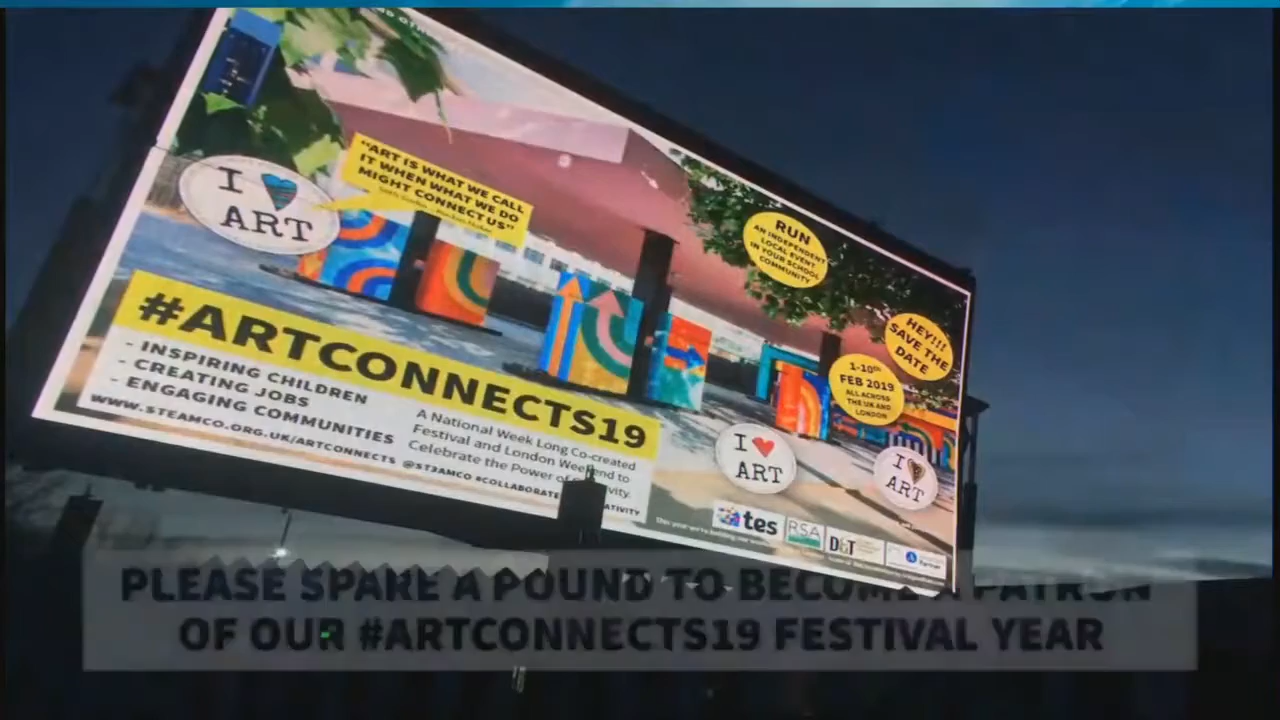 I
ART
"ART IS WHAT WE CALL
IT WHEN WHAT WE DO
MIGHT CONNECT US"
RUN
AN INDEPENDENT
LOCAL EVENT
IN YOUR SCHOOL
COMMUNITY
HEY!!!
SAVE THE
DATE
1-10th
FEB 2019
ALL ACROSS
THE UK AND
LONDON
#ARTCONNECTS19
- INSPIRING CHILDREN
- CREATING JOBS
- ENGAGING COMMUNITIES
WWW.STEAMCO.ORG.UK/ARTCONNECTS @ST3AMCO #COLLABORATE
A National Week Long Co-created
Festival and London Weekend to
Celebrate the Power of
I
ART
I
ART
tes
RSA
D&T
PLEASE SPARE A POUND TO BECOME A PATRON
OF OUR #ARTCONNECTS19 FESTIVAL YEAR